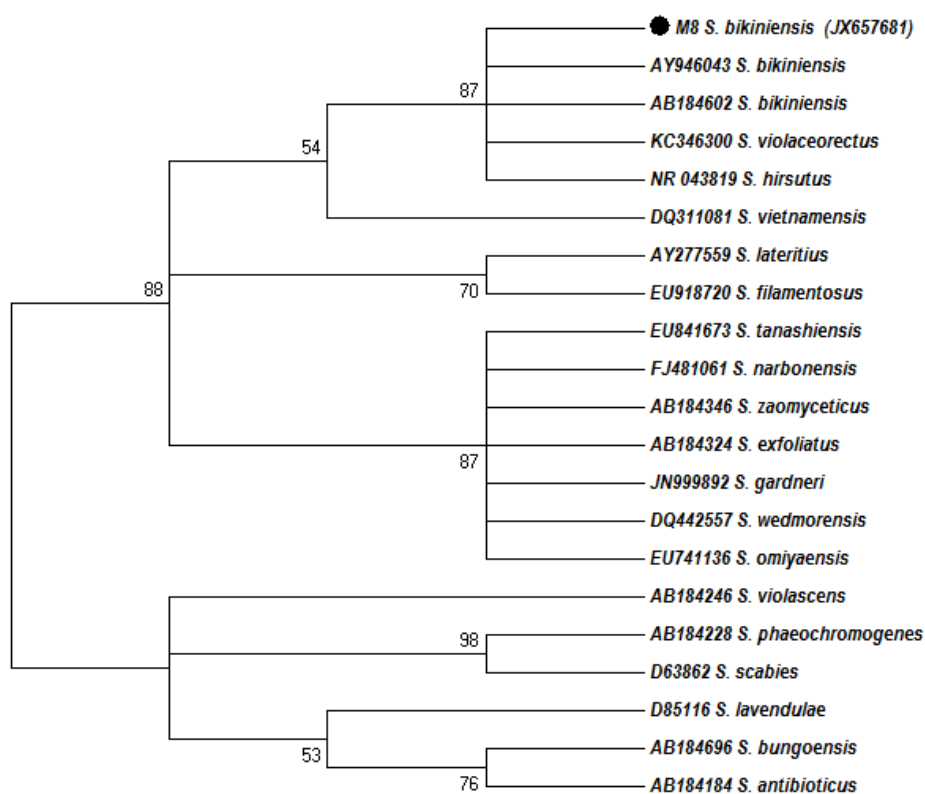 M8 S. bikiniensis (JX657681)
AY946043 S. bikiniensis
87
AB184602 S. bikiniensis
KC346300 S. violaceorectus
54
NR 043819 S. hirsutus
DQ311081 S. vietnamensis
AY277559 S. lateritius
88
70
EU918720 S. filamentosus
EU841673 S. tanashiensis
FJ481061 S. narbonensis
AB184346 S. zaomyceticus
AB184324 S. exfoliatus
87
JN999892 S. gardneri
DQ442557 S. wedmorensis
EU741136 S. omiyaensis
AB184246 S. violascens
98
AB184228 S. phaeochromogenes
D63862 S. scabies
D85116 S. lavendulae
53
AB184696 S. bungoensis
76
AB184184 S. antibioticus